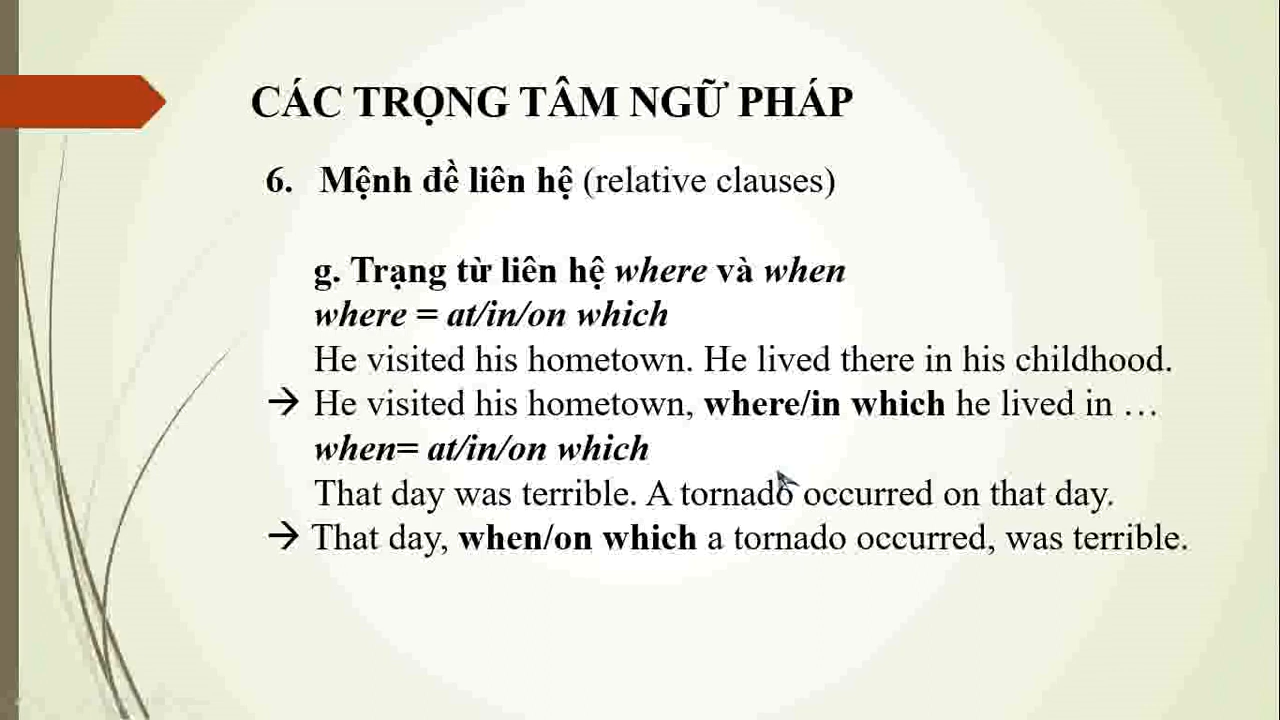 CÁC TRỌNG TÂM NGỮ PHÁP
6. Mệnh đề liên hệ (relative clauses)
g. Trạng từ liên hệ where và when
where = at/in/on which
He visited his hometown. He lived there in his childhood.
→ He visited his hometown, where/in which he lived in …
when= at/in/on which
That day was terrible. A tornado occurred on that day.
→ That day, when/on which a tornado occurred, was terrible.